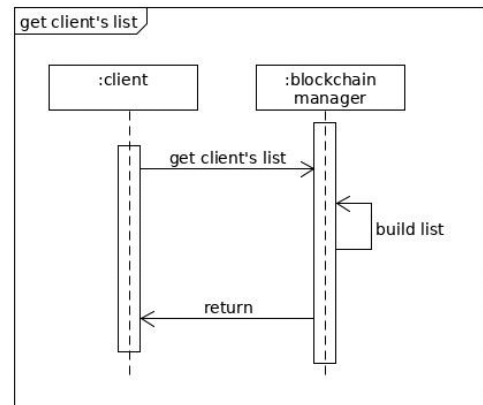 get client's list
:client
:blockchain
manager
get client's list
build list
return